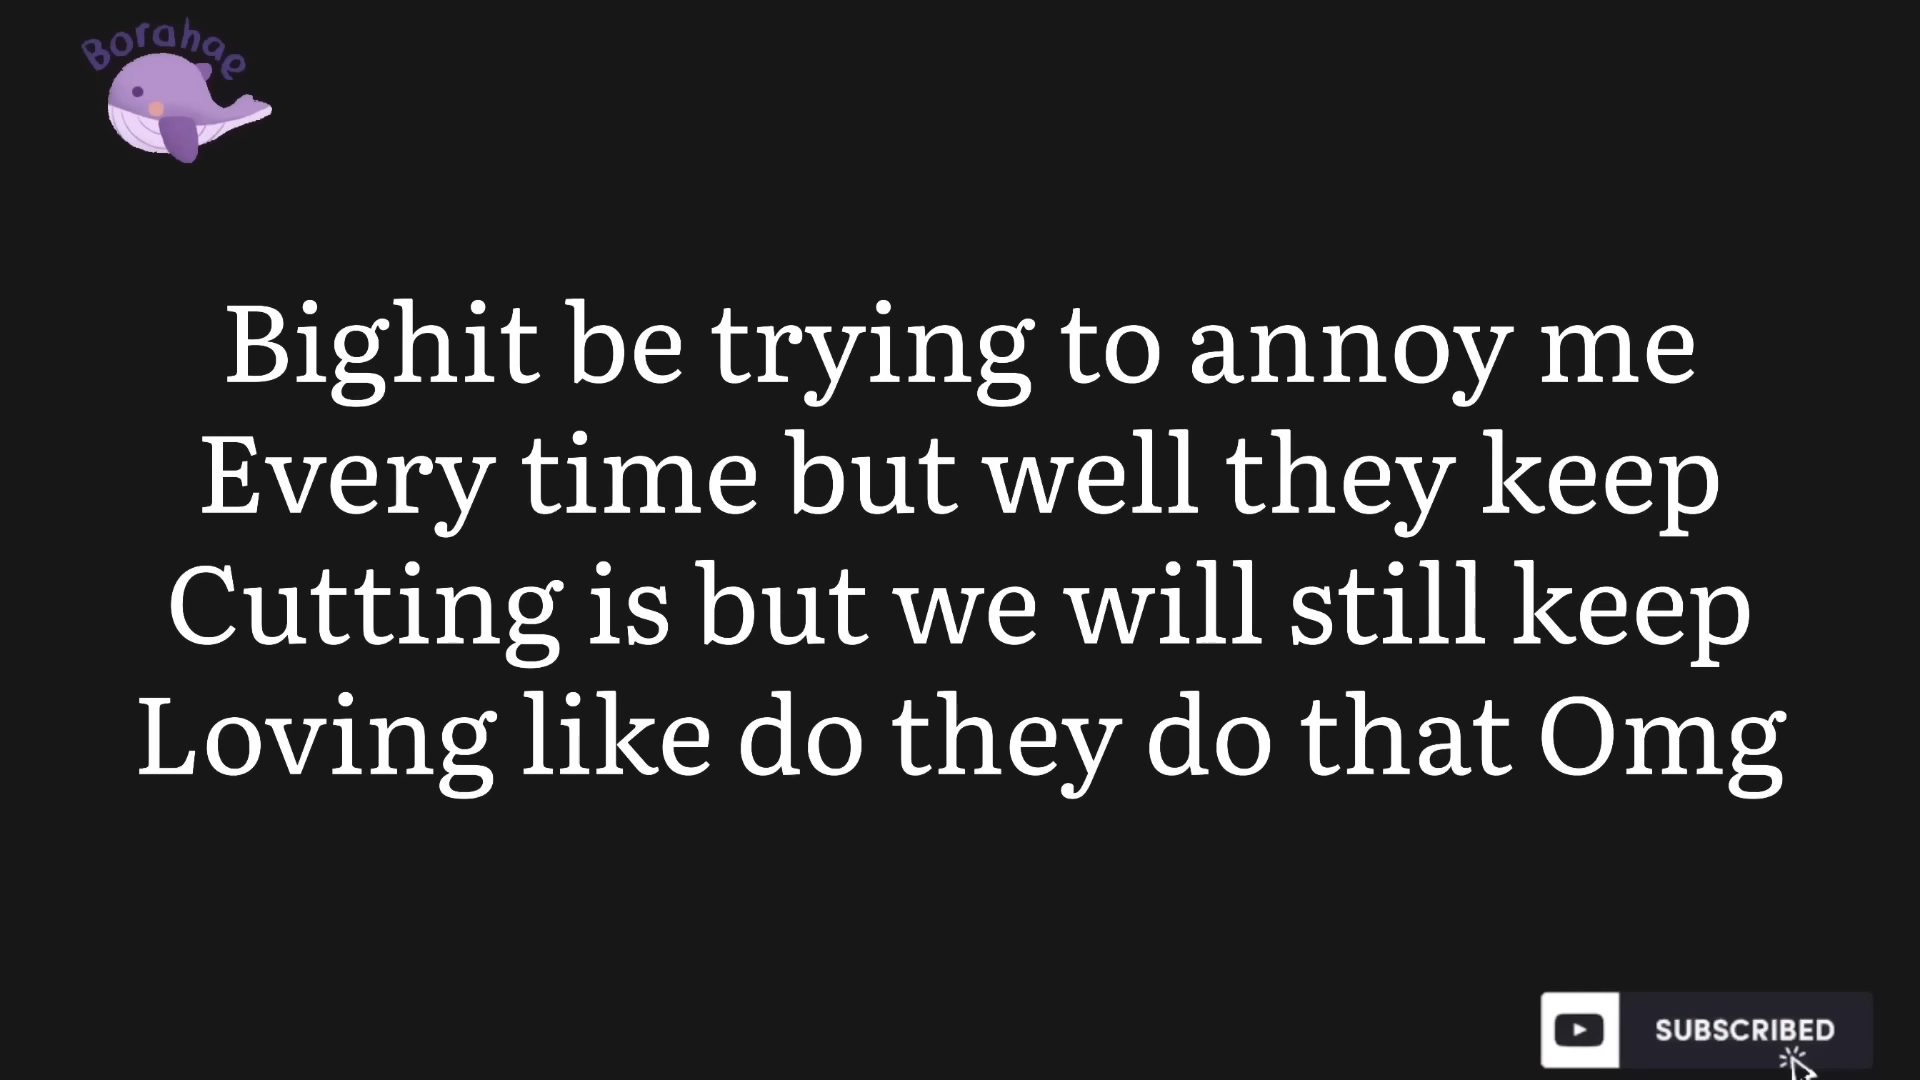 Borahae
Bighit be trying to annoy me
Every time but well they keep
Cutting is but we will still keep
Loving like do they do that Omg
SUBSCRIBED